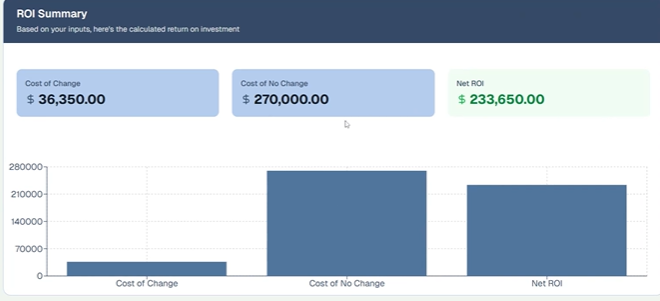 ROI Summary
Based on your inputs, here's the calculated return on investment
Cost of Change
$ 36,350.00
Cost of No Change
$ 270,000.00
Net ROI
$ 233,650.00
280000
210000
140000
70000
0
Cost of Change
Cost of No Change
Net ROI